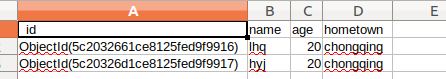 A B C D E
_id name age hometown
ObjectId(5c2032661ce8125fed9f9916) lhq 20 chongqing
ObjectId(5c20326d1ce8125fed9f9917) hyj 20 chongqing